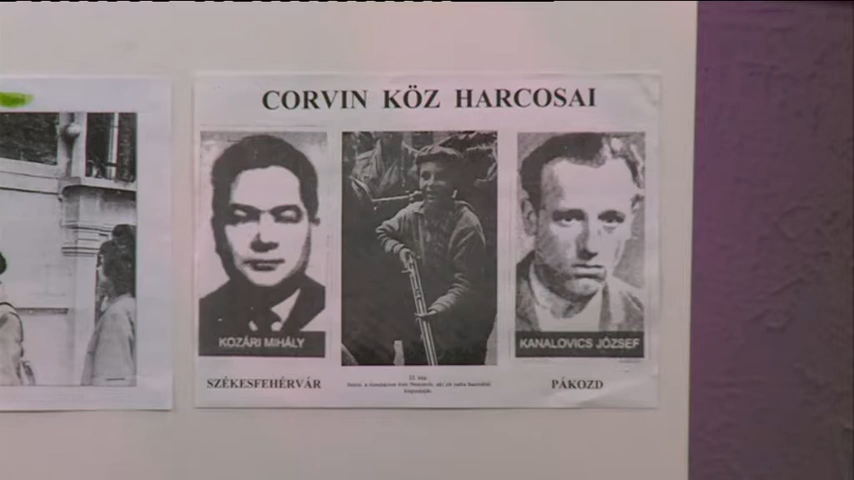 CORVIN KÖZ HARCOSAI
KOZÁRI MIHÁLY
KANALOVICS JÓZSEF
SZÉKESFEHÉRVÁR
PÁKOZD